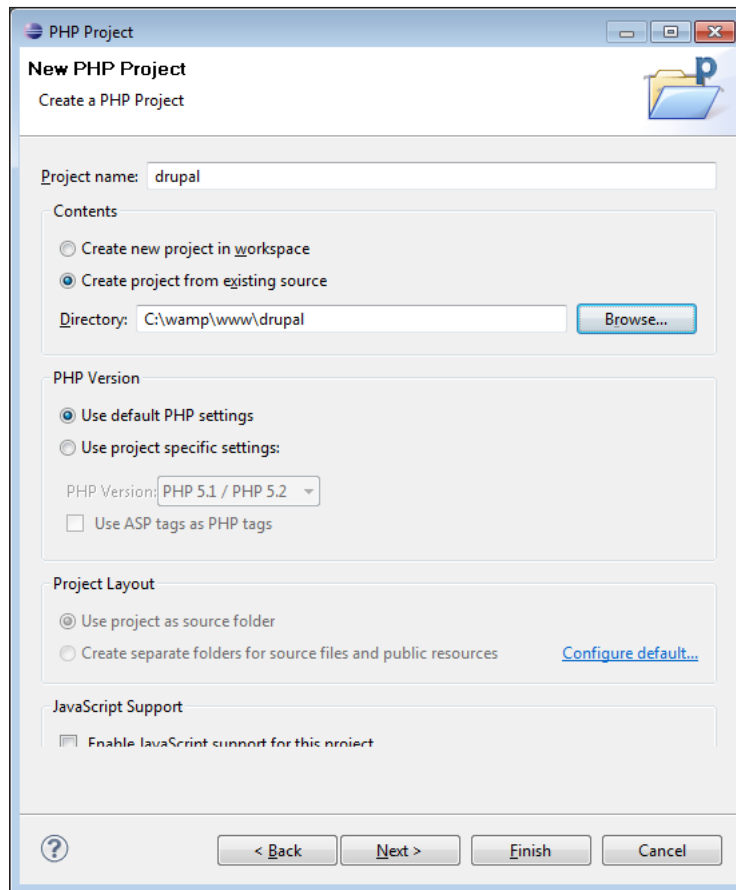 PHP Project
New PHP Project
Create a PHP Project
p
Project name: drupal
Contents
Create new project in workspace
Create project from existing source
Directory: C:\wamp\www\drupal Browse...
PHP Version
Use default PHP settings
Use project specific settings:
PHP Version: PHP 5.1 / PHP 5.2
Use ASP tags as PHP tags
Project Layout
Use project as source folder
Create separate folders for source files and public resources Configure default...
JavaScript Support
Enable JavaScript support for this project
? < Back Next > Finish Cancel